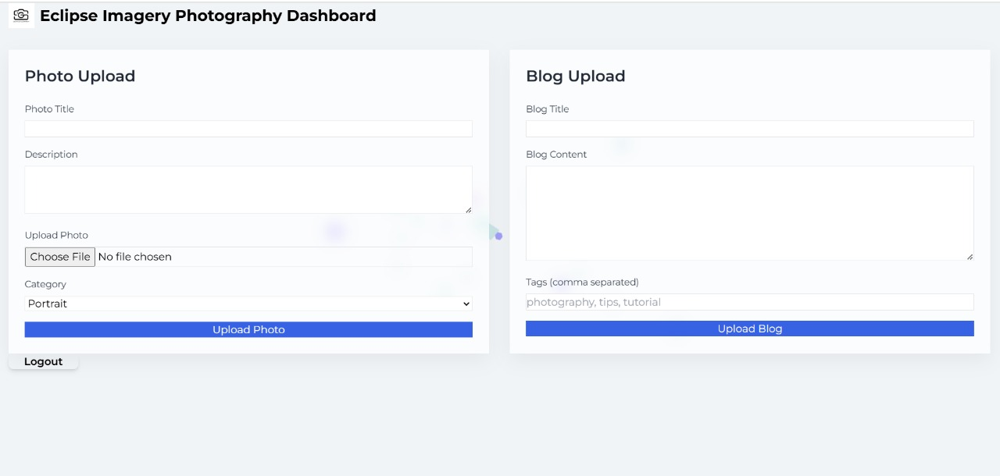 Eclipse Imagery Photography Dashboard
Photo Upload
Photo Title
Description
Upload Photo
Choose File No file chosen
Category
Portrait
Upload Photo
Logout
Blog Upload
Blog Title
Blog Content
Tags (comma separated)
photography, tips, tutorial
Upload Blog